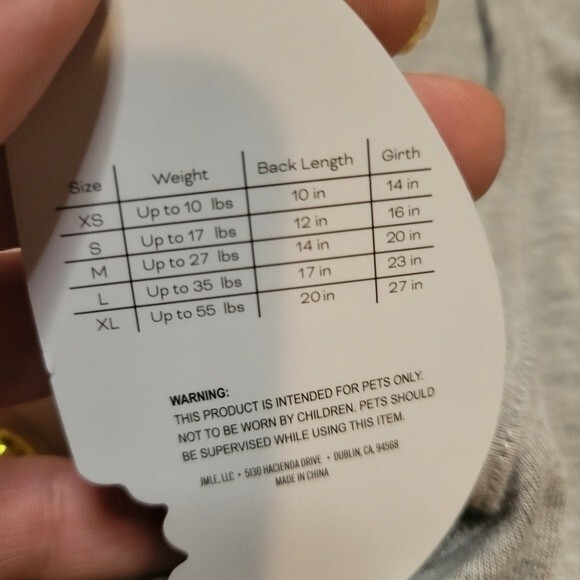 Size Weight Back Length Girth
XS Up to 10 lbs 10 in 14 in
S Up to 17 lbs 12 in 16 in
M Up to 27 lbs 14 in 20 in
L Up to 35 lbs 17 in 23 in
XL Up to 55 lbs 20 in 27 in
WARNING:
THIS PRODUCT IS INTENDED FOR PETS ONLY.
NOT TO BE WORN BY CHILDREN. PETS SHOULD
BE SUPERVISED WHILE USING THIS ITEM.
JMLE, LLC • 5130 HACIENDA DRIVE • DUBLIN, CA, 94568
MADE IN CHINA